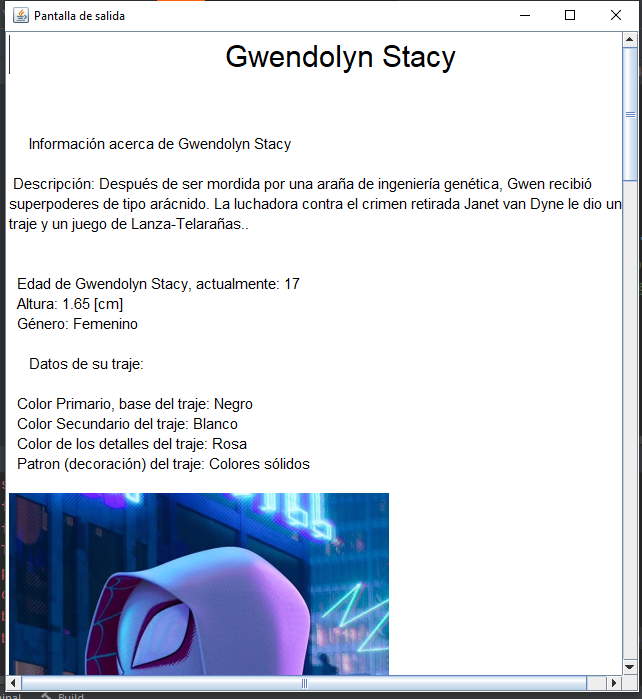 Pantalla de salida
Gwendolyn Stacy
Información acerca de Gwendolyn Stacy
Descripción: Después de ser mordida por una araña de ingeniería genética, Gwen recibió
superpoderes de tipo arácnido. La luchadora contra el crimen retirada Janet van Dyne le dio un
traje y un juego de Lanza-Telarañas..
Edad de Gwendolyn Stacy, actualmente: 17
Altura: 1.65 [cm]
Género: Femenino
Datos de su traje:
Color Primario, base del traje: Negro
Color Secundario del traje: Blanco
Color de los detalles del traje: Rosa
Patron (decoración) del traje: Colores sólidos
Build